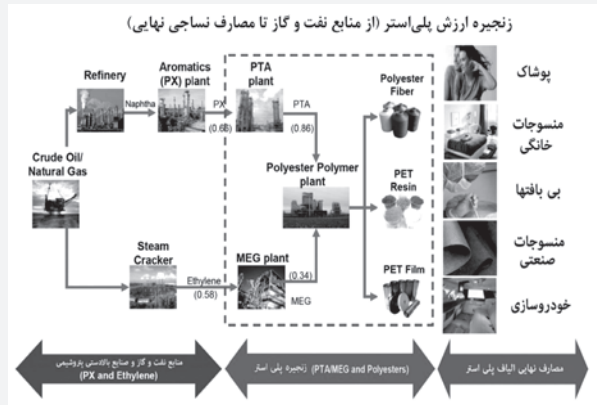 زنجیره ارزش پلی‌استر (از منابع نفت و گاز تا مصارف نساجی نهایی)
Refinery
Aromatics
(PX) plant
PTA
plant
Polyester
Fiber
پوشاک
Naphtha
PX
(0.66)
PTA
(0.86)
منسوجات
خانگی
Crude Oil/
Natural Gas
Polyester Polymer
plant
PET
Resin
بی بافتها
Steam
Cracker
Ethylene
(0.58)
MEG plant
(0.34)
MEG
PET Film
منسوجات
صنعتی
خودروسازی
منابع نفت و گاز و صنایع بالادستی پتروشیمی
(PX and Ethylene)
زنجیره پلی استر (PTA/MEG and Polyesters)
مصارف نهایی الیاف پلی استر